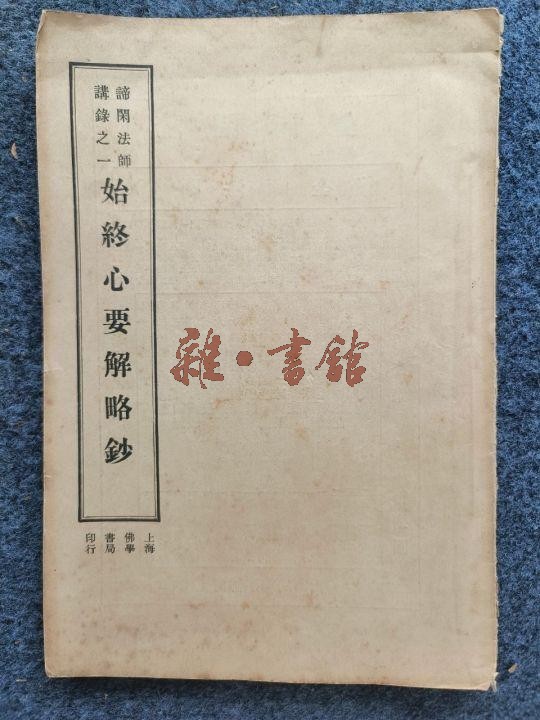 諦閑法師
講錄之一
始終心要解略鈔
上海
佛學
書局
印行
雜·書館